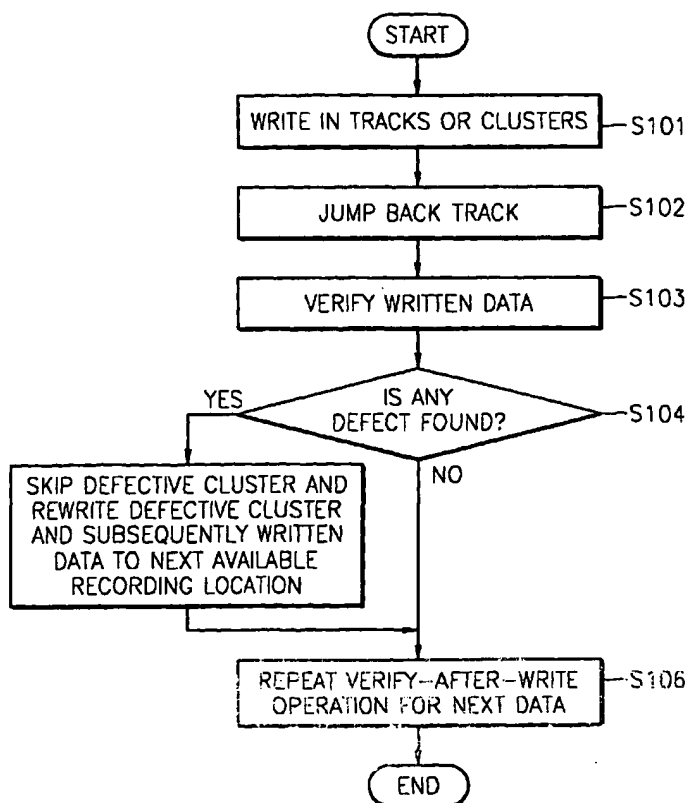 START
WRITE IN TRACKS OR CLUSTERS
S101
JUMP BACK TRACK
S102
VERIFY WRITTEN DATA
S103
IS ANY
DEFECT FOUND?
S104
YES
NO
SKIP DEFECTIVE CLUSTER AND
REWRITE DEFECTIVE CLUSTER
AND SUBSEQUENTLY WRITTEN
DATA TO NEXT AVAILABLE
RECORDING LOCATION
REPEAT VERIFY-AFTER-WRITE
OPERATION FOR NEXT DATA
S106
END